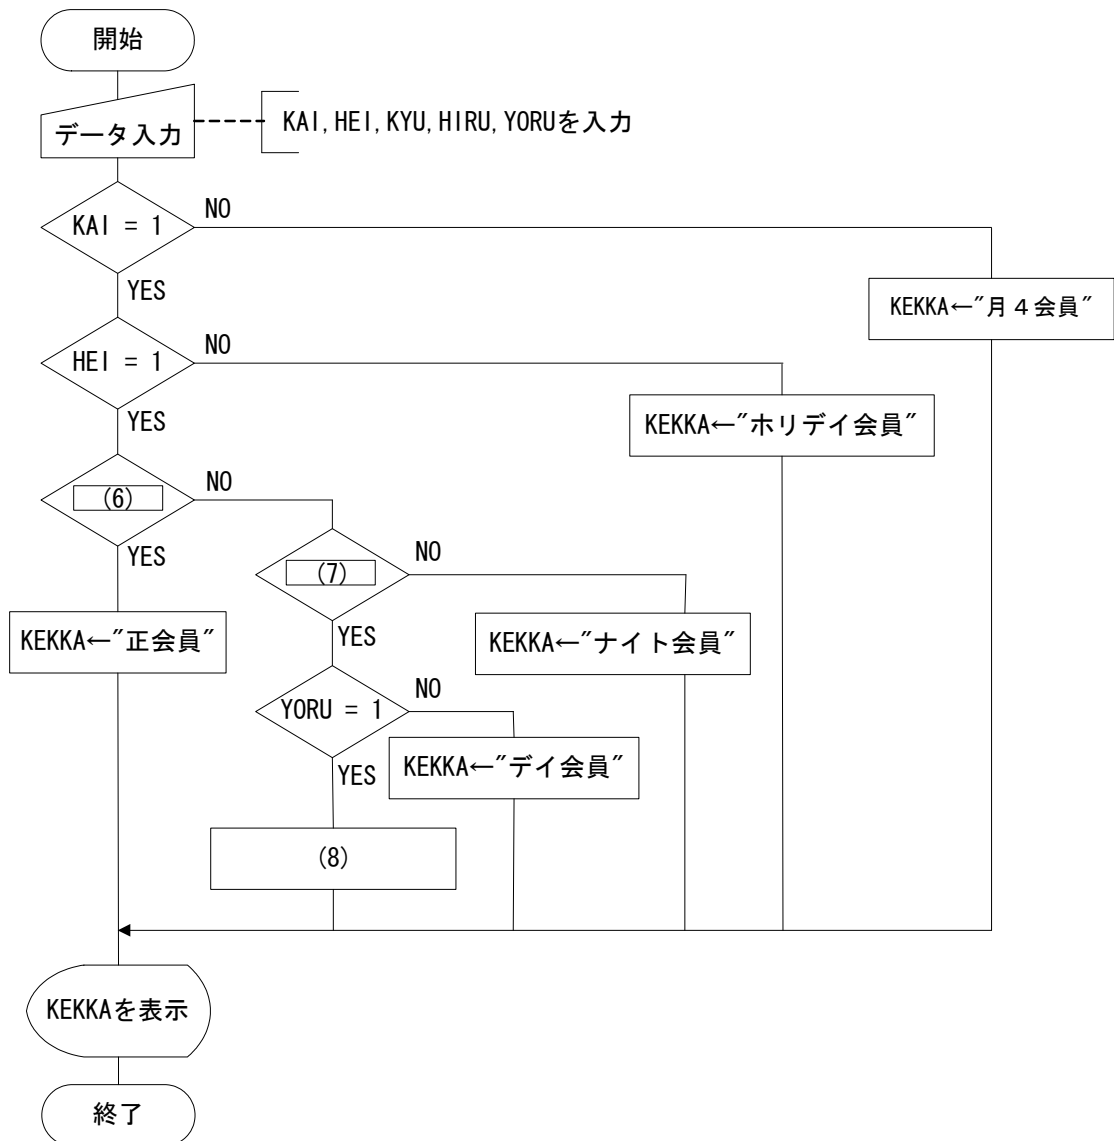 開始
データ入力
KAI,HEI,KYU,HIRU,YORUを入力
KAI = 1
NO
YES
KEKKA←"月４会員"
HEI = 1
NO
YES
KEKKA←"ホリデイ会員"
(6)
NO
YES
(7)
NO
YES
KEKKA←"正会員"
KEKKA←"ナイト会員"
YORU = 1
NO
YES
KEKKA←"デイ会員"
(8)
KEKKAを表示
終了